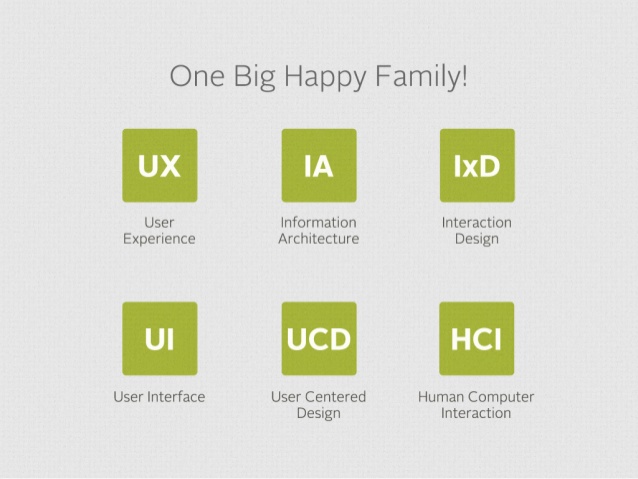 One Big Happy Family!
UX
IA
IxD
User
Experience
Information
Architecture
Interaction
Design
UI
UCD
HCI
User Interface
User Centered
Design
Human Computer
Interaction